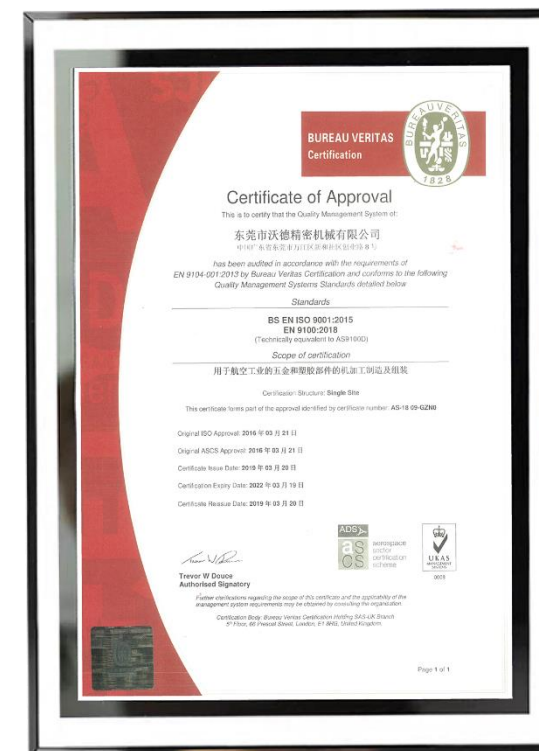 BUREAU VERITAS
Certification
BUREAU VERITAS
1828
Certificate of Approval
This is to certify that the Quality Management System of:
东莞市沃德精密机械有限公司
has been audited in accordance with the requirements of
EN 9104-001:2013 by Bureau Veritas Certification and conforms to the following
Quality Management Systems Standards detailed below
Standards
BS EN ISO 9001:2015
EN 9100:2018
(Technically equivalent to AS9100D)
Scope of certification
用于航空工业的五金和塑胶部件的机加工制造及组装
Certification Structure: Single Site
This certificate forms part of the approval identified by certificate number: AS-18 09-GZN0
Original ISO Approval: 2016 年 03 月 21 日
Original ASCS Approval: 2016 年 03 月 21 日
Certificate Issue Date: 2019 年 03 月 20 日
Certification Expiry Date: 2022 年 03 月 19 日
Certificate Reissue Date: 2019 年 03 月 20 日
ADS
aCS
aerospace
sector
certification
scheme
UKAS
MANAGEMENT
SYSTEMS
0008
Trevor W Douce
Authorised Signatory
Further clarifications regarding the scope of this certificate and the applicability of the
management system requirements may be obtained by consulting the organization.
Certification Body: Bureau Veritas Certification Holding SAS-UK Branch
5th Floor, 66 Prescot Street, London, E1 8HG, United Kingdom.
Page 1 of 1